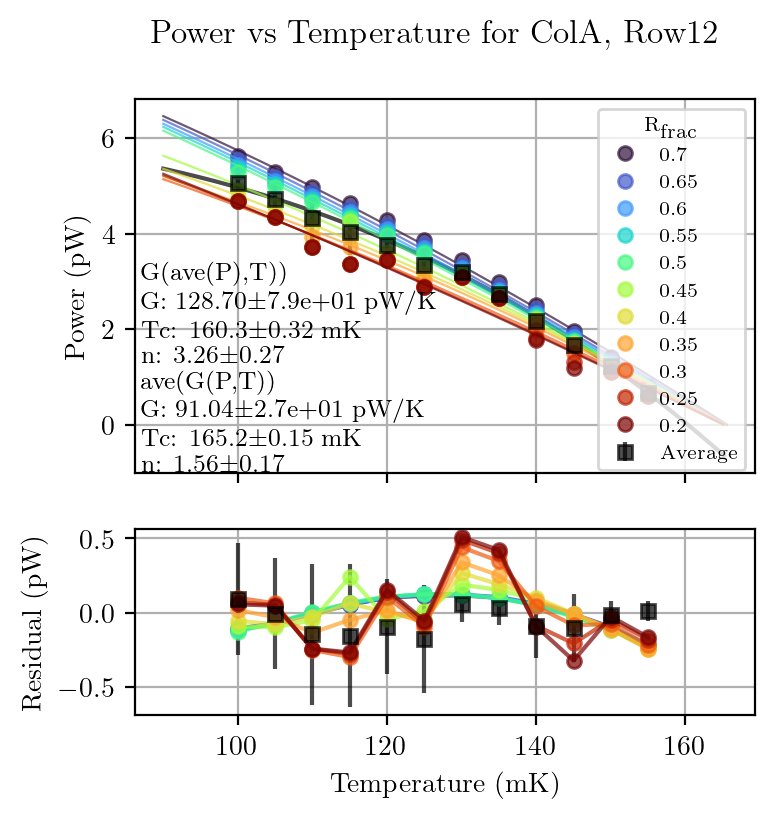 Power vs Temperature for ColA, Row12
Power (pW)
6
4
2
0
G(ave(P),T))
G: 128.70±7.9e+01 pW/K
Tc: 160.3±0.32 mK
n: 3.26±0.27
ave(G(P,T))
G: 91.04±2.7e+01 pW/K
Tc: 165.2±0.15 mK
n: 1.56±0.17
R_frac
0.7
0.65
0.6
0.55
0.5
0.45
0.4
0.35
0.3
0.25
0.2
Average
Residual (pW)
0.5
0.0
−0.5
100 120 140 160
Temperature (mK)